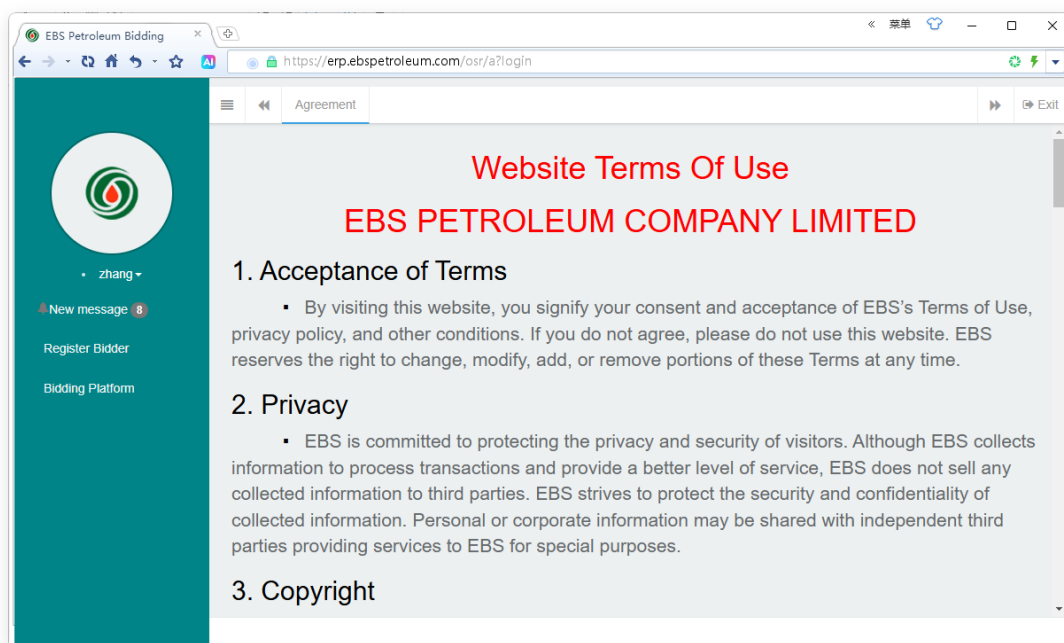 EBS Petroleum Bidding
菜单
https://erp.ebspetroleum.com/osr/a?login
Agreement
Exit
zhang
New message 8
Register Bidder
Bidding Platform
Website Terms Of Use
EBS PETROLEUM COMPANY LIMITED
1. Acceptance of Terms
▪ By visiting this website, you signify your consent and acceptance of EBS’s Terms of Use,
privacy policy, and other conditions. If you do not agree, please do not use this website. EBS
reserves the right to change, modify, add, or remove portions of these Terms at any time.
2. Privacy
▪ EBS is committed to protecting the privacy and security of visitors. Although EBS collects
information to process transactions and provide a better level of service, EBS does not sell any
collected information to third parties. EBS strives to protect the security and confidentiality of
collected information. Personal or corporate information may be shared with independent third
parties providing services to EBS for special purposes.
3. Copyright